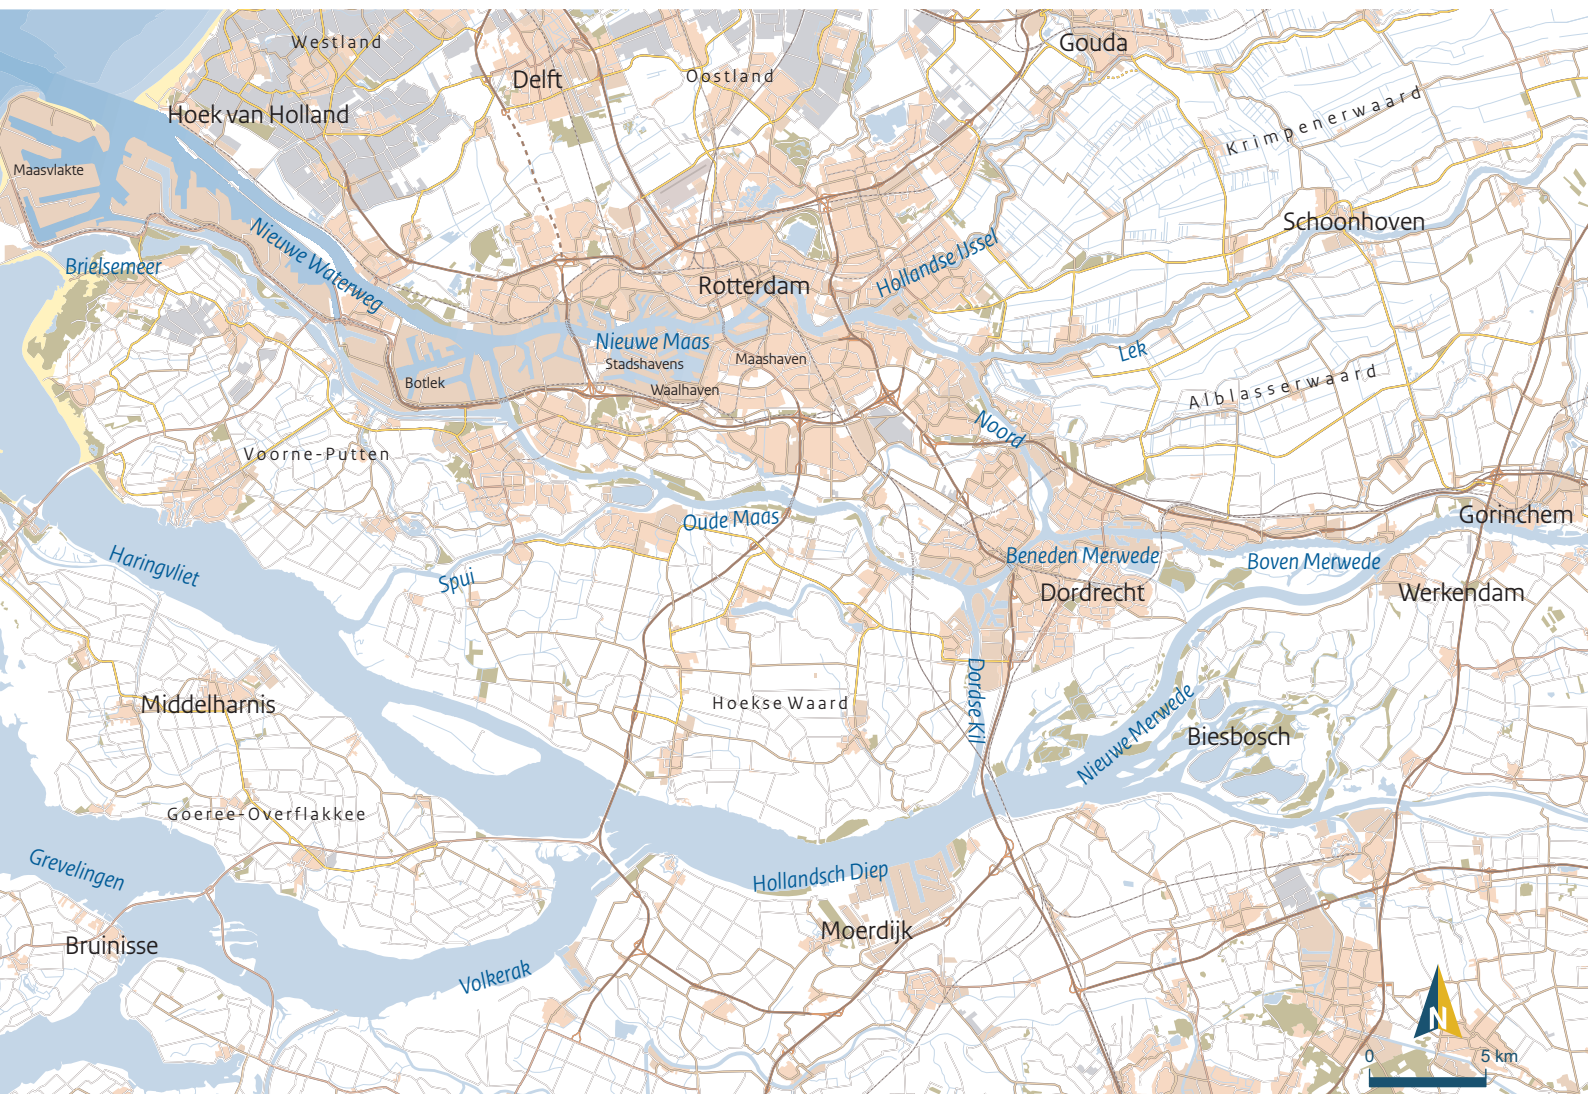 Westland
Gouda
Delft
Oostland
Hoek van Holland
Krimpenerwaard
Maasvlakte
Schoonhoven
Nieuwe Waterweg
Hollandse IJssel
Brielsemeer
Rotterdam
Nieuwe Maas
Lek
Stadshavens
Maashaven
Botlek
Waalhaven
Alblasserwaard
Noord
Voorne-Putten
Oude Maas
Gorinchem
Haringvliet
Beneden Merwede
Boven Merwede
Spui
Dordrecht
Werkendam
Dordse Kil
Middelharnis
Hoekse Waard
Nieuwe Merwede
Biesbosch
Goeree-Overflakkee
Grevelingen
Hollandsch Diep
Moerdijk
Bruinisse
Volkerak
N
0 5 km